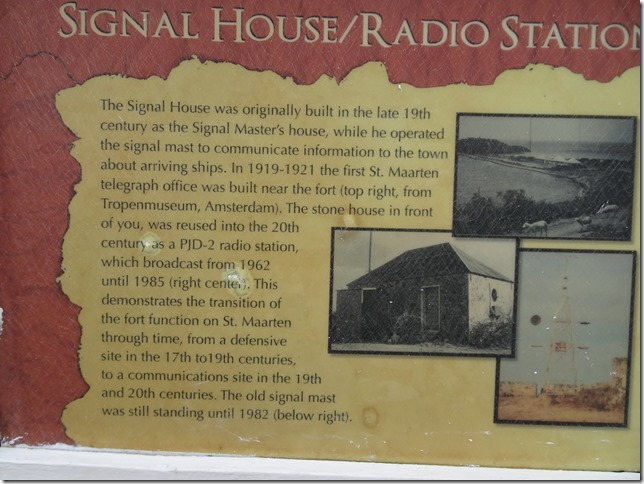 SIGNAL HOUSE/RADIO STATION
The Signal House was originally built in the late 19th
century as the Signal Master's house, while he operated
the signal mast to communicate information to the town
about arriving ships. In 1919-1921 the first St. Maarten
telegraph office was built near the fort (top right, from
Tropenmuseum, Amsterdam). The stone house in front
of you, was reused into the 20th
century as a PJD-2 radio station,
which broadcast from 1962
until 1985 (right center). This
demonstrates the transition of
the fort function on St. Maarten
through time, from a defensive
site in the 17th to19th centuries,
to a communications site in the 19th
and 20th centuries. The old signal mast
was still standing until 1982 (below right).